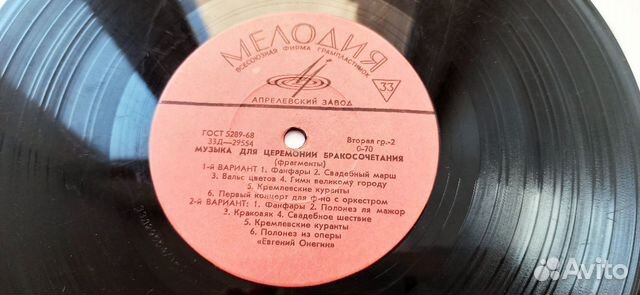 МЕЛОДИЯ
ВСЕСОЮЗНАЯ ФИРМА ГРАМПЛАСТИНОК
33
АПРЕЛЕВСКИЙ ЗАВОД
ГОСТ 5289-68
33Д—29554
Вторая гр.-2
0-70
МУЗЫКА ДЛЯ ЦЕРЕМОНИИ БРАКОСОЧЕТАНИЯ
(фрагменты)
1-й ВАРИАНТ: 1. Фанфары 2. Свадебный марш
3. Вальс цветов 4. Гимн великому городу
5. Кремлевские куранты
6. Первый концерт для ф-но с оркестром
2-й ВАРИАНТ: 1. Фанфары 2. Полонез ля мажор
3. Краковяк 4. Свадебное шествие
5. Кремлевские куранты
6. Полонез из оперы
«Евгений Онегин»
Avito